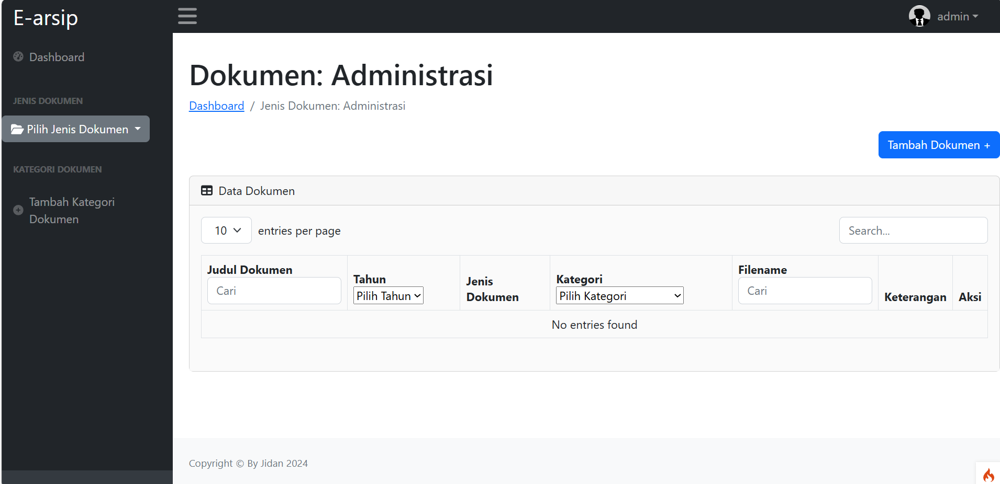 E-arsip
admin
Dashboard
JENIS DOKUMEN
Pilih Jenis Dokumen
KATEGORI DOKUMEN
Tambah Kategori
Dokumen
Dokumen: Administrasi
Dashboard / Jenis Dokumen: Administrasi
Tambah Dokumen +
Data Dokumen
10 entries per page
Search...
Judul Dokumen
Cari
Tahun
Pilih Tahun
Jenis
Dokumen
Kategori
Pilih Kategori
Filename
Cari
Keterangan
Aksi
No entries found
Copyright © By Jidan 2024